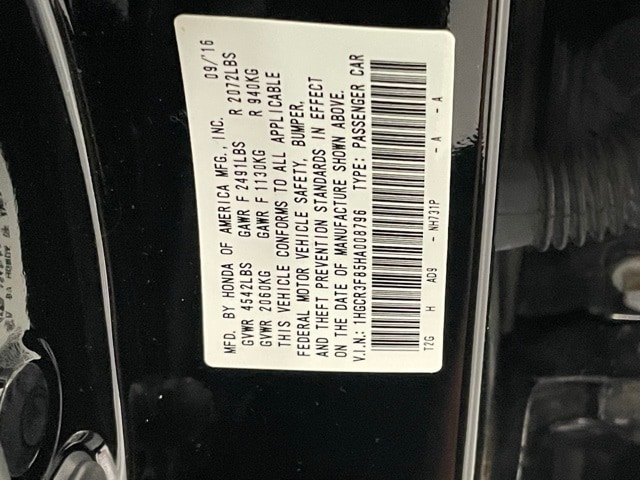 MFD. BY HONDA OF AMERICA MFG., INC. 09/'16
GVWR 4542LBS GAWR F 2491LBS R 2072LBS
GVWR 2060KG GAWR F 1130KG R 940KG
THIS VEHICLE CONFORMS TO ALL APPLICABLE
FEDERAL MOTOR VEHICLE SAFETY, BUMPER,
AND THEFT PREVENTION STANDARDS IN EFFECT
ON THE DATE OF MANUFACTURE SHOWN ABOVE.
V.I.N.: 1HGCR3F85HA008796 TYPE: PASSENGER CAR
T2G H AD9 - NH731P - A - A